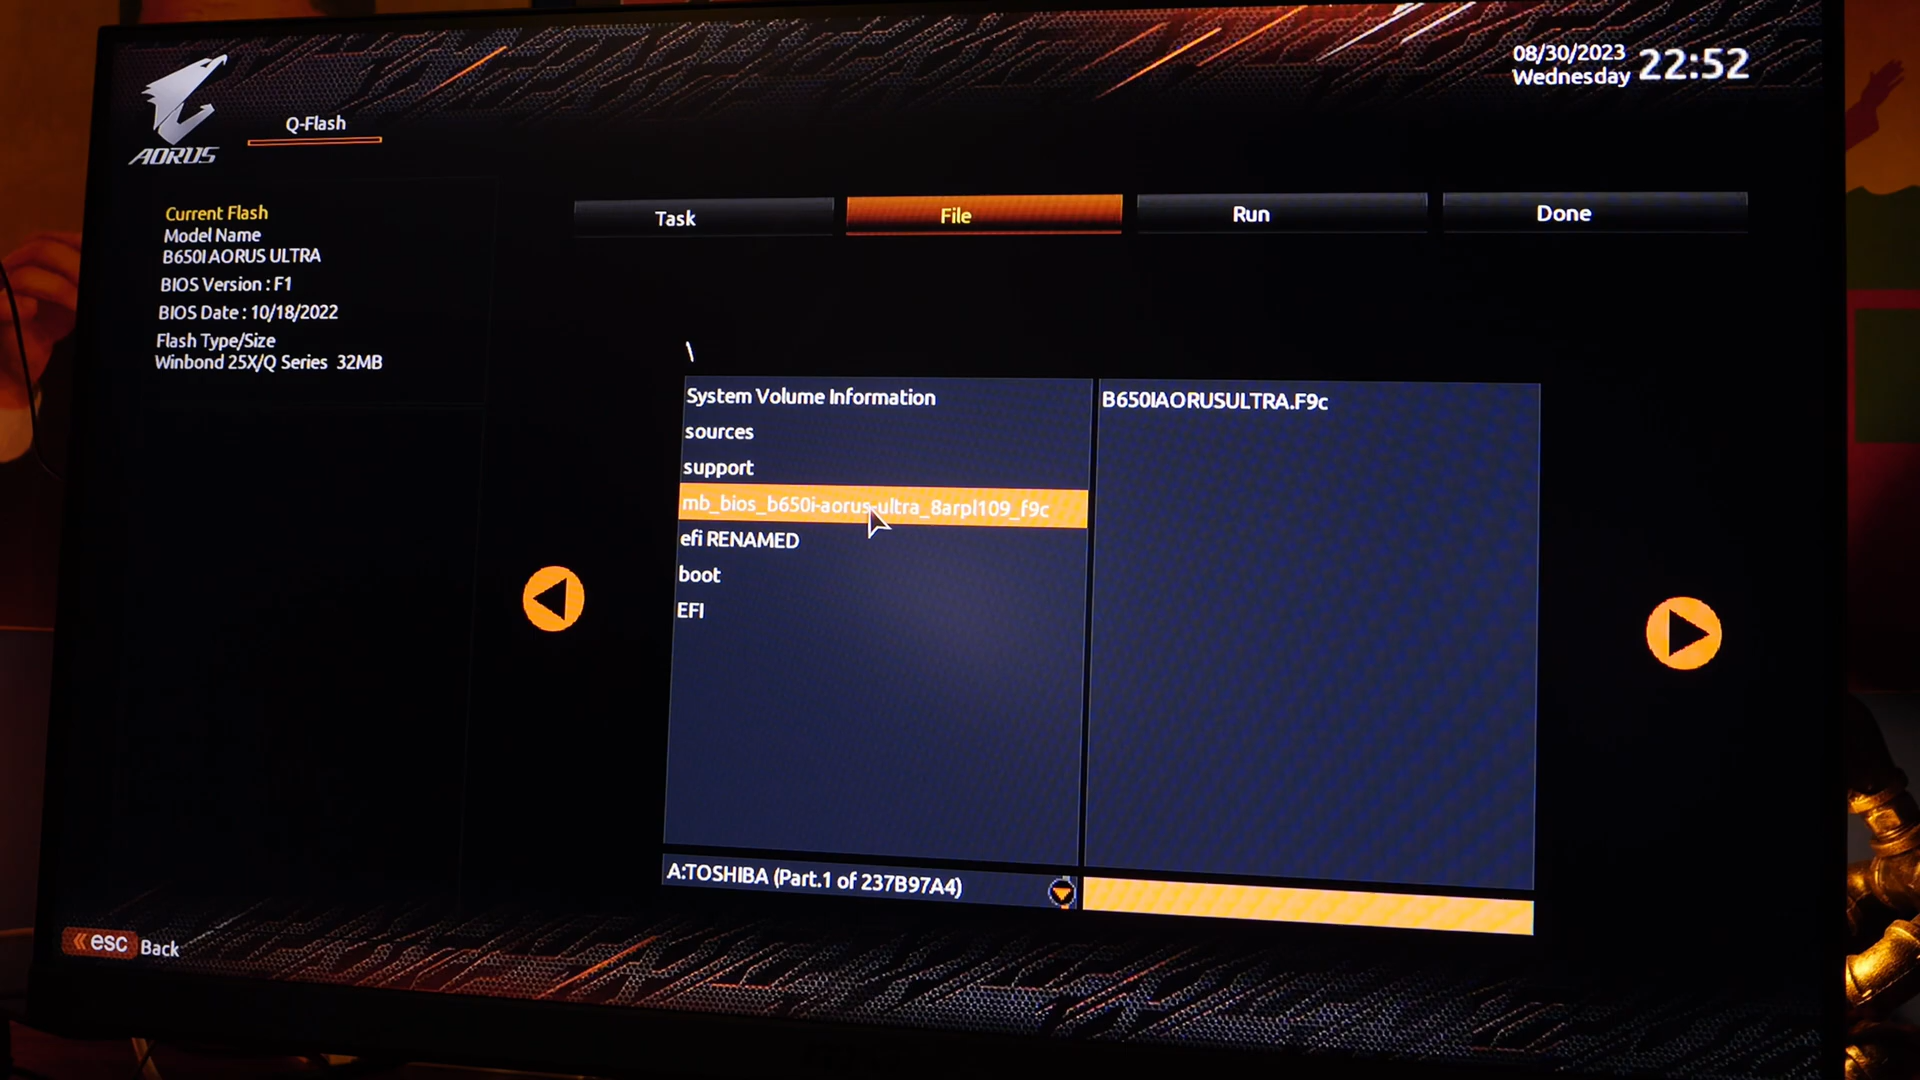 08/30/2023
Wednesday
22:52
AORUS
Q-Flash
Current Flash
Model Name
B650I AORUS ULTRA
BIOS Version : F1
BIOS Date : 10/18/2022
Flash Type/Size
Winbond 25X/Q Series 32MB
Task
File
Run
Done
\
System Volume Information
sources
support
mb_bios_b650i-aorus-ultra_8arpl109_f9c
efi RENAMED
boot
EFI
B650IAORUSULTRA.F9c
A:TOSHIBA (Part.1 of 237B97A4)
esc Back